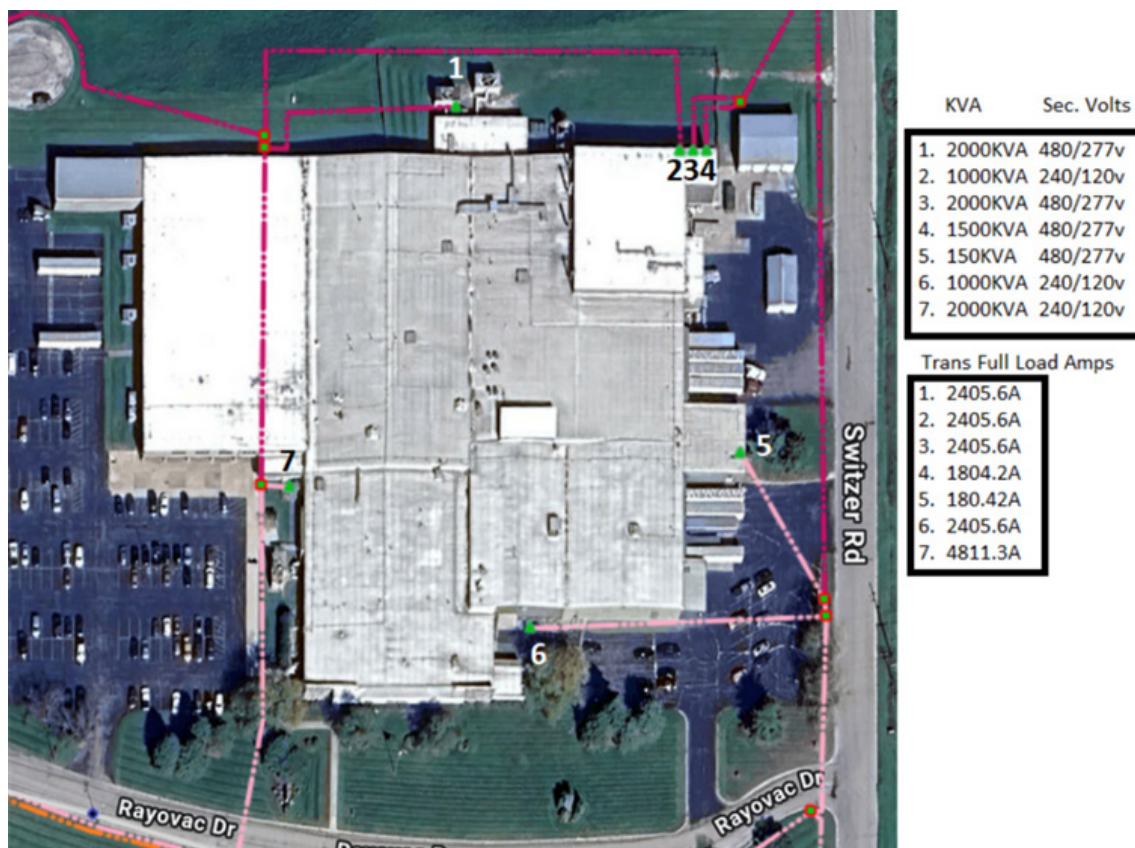 KVA Sec. Volts
1. 2000KVA 480/277v
2. 1000KVA 240/120v
3. 2000KVA 480/277v
4. 1500KVA 480/277v
5. 150KVA 480/277v
6. 1000KVA 240/120v
7. 2000KVA 240/120v
Trans Full Load Amps
1. 2405.6A
2. 2405.6A
3. 2405.6A
4. 1804.2A
5. 180.42A
6. 2405.6A
7. 4811.3A
1
234
5
7
6
Switzer Rd
Rayovac Dr
Rayovac Dr